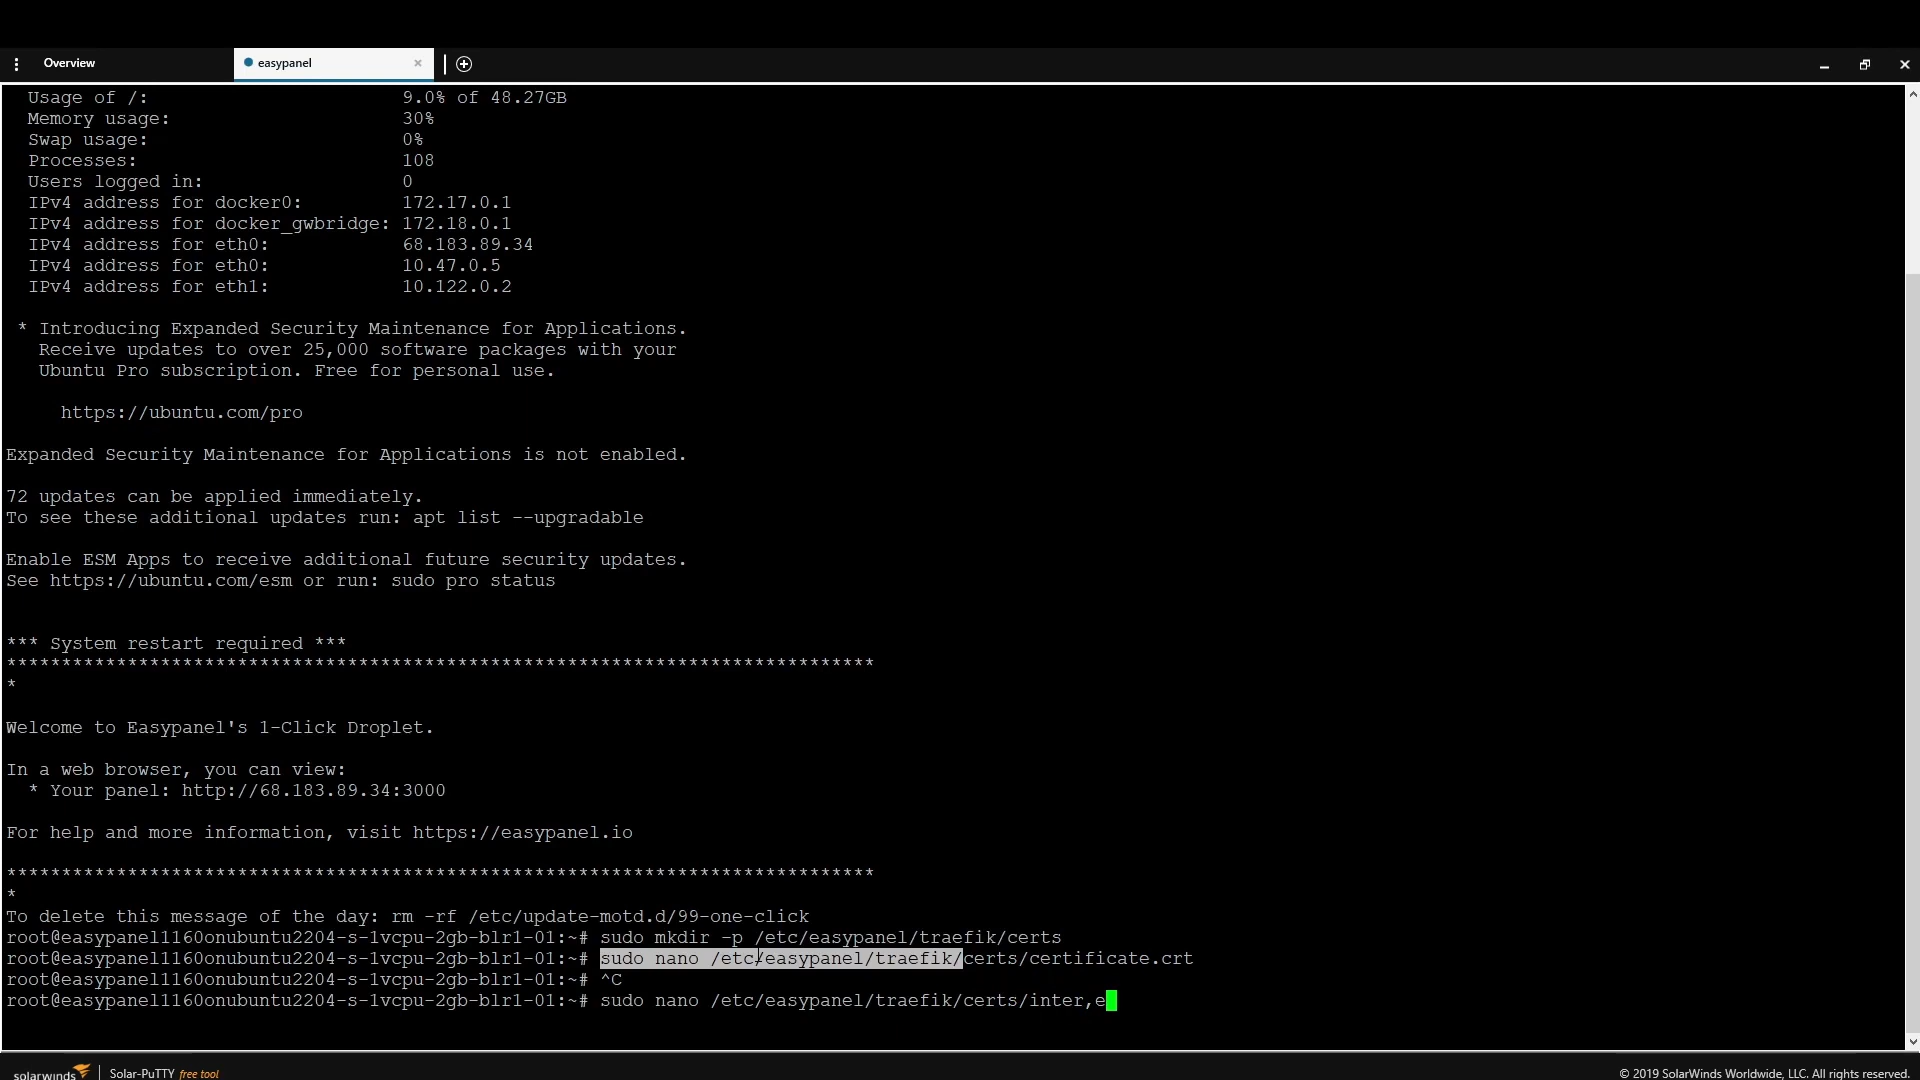 Overview
easypanel
Usage of /: 9.0% of 48.27GB
Memory usage: 30%
Swap usage: 0%
Processes: 108
Users logged in: 0
IPv4 address for docker0: 172.17.0.1
IPv4 address for docker_gwbridge: 172.18.0.1
IPv4 address for eth0: 68.183.89.34
IPv4 address for eth0: 10.47.0.5
IPv4 address for eth1: 10.122.0.2
* Introducing Expanded Security Maintenance for Applications.
Receive updates to over 25,000 software packages with your
Ubuntu Pro subscription. Free for personal use.
https://ubuntu.com/pro
Expanded Security Maintenance for Applications is not enabled.
72 updates can be applied immediately.
To see these additional updates run: apt list --upgradable
Enable ESM Apps to receive additional future security updates.
See https://ubuntu.com/esm or run: sudo pro status
*** System restart required ***
*******************************************************************************
*
Welcome to Easypanel's 1-Click Droplet.
In a web browser, you can view:
* Your panel: http://68.183.89.34:3000
For help and more information, visit https://easypanel.io
*******************************************************************************
*
To delete this message of the day: rm -rf /etc/update-motd.d/99-one-click
root@easypanel1160onubuntu2204-s-1vcpu-2gb-blr1-01:~# sudo mkdir -p /etc/easypanel/traefik/certs
root@easypanel1160onubuntu2204-s-1vcpu-2gb-blr1-01:~# sudo nano /etc/easypanel/traefik/certs/certificate.crt
root@easypanel1160onubuntu2204-s-1vcpu-2gb-blr1-01:~# ^C
root@easypanel1160onubuntu2204-s-1vcpu-2gb-blr1-01:~# sudo nano /etc/easypanel/traefik/certs/inter,e
solarwinds | Solar-PuTTY free tool
© 2019 SolarWinds Worldwide, LLC. All rights reserved.